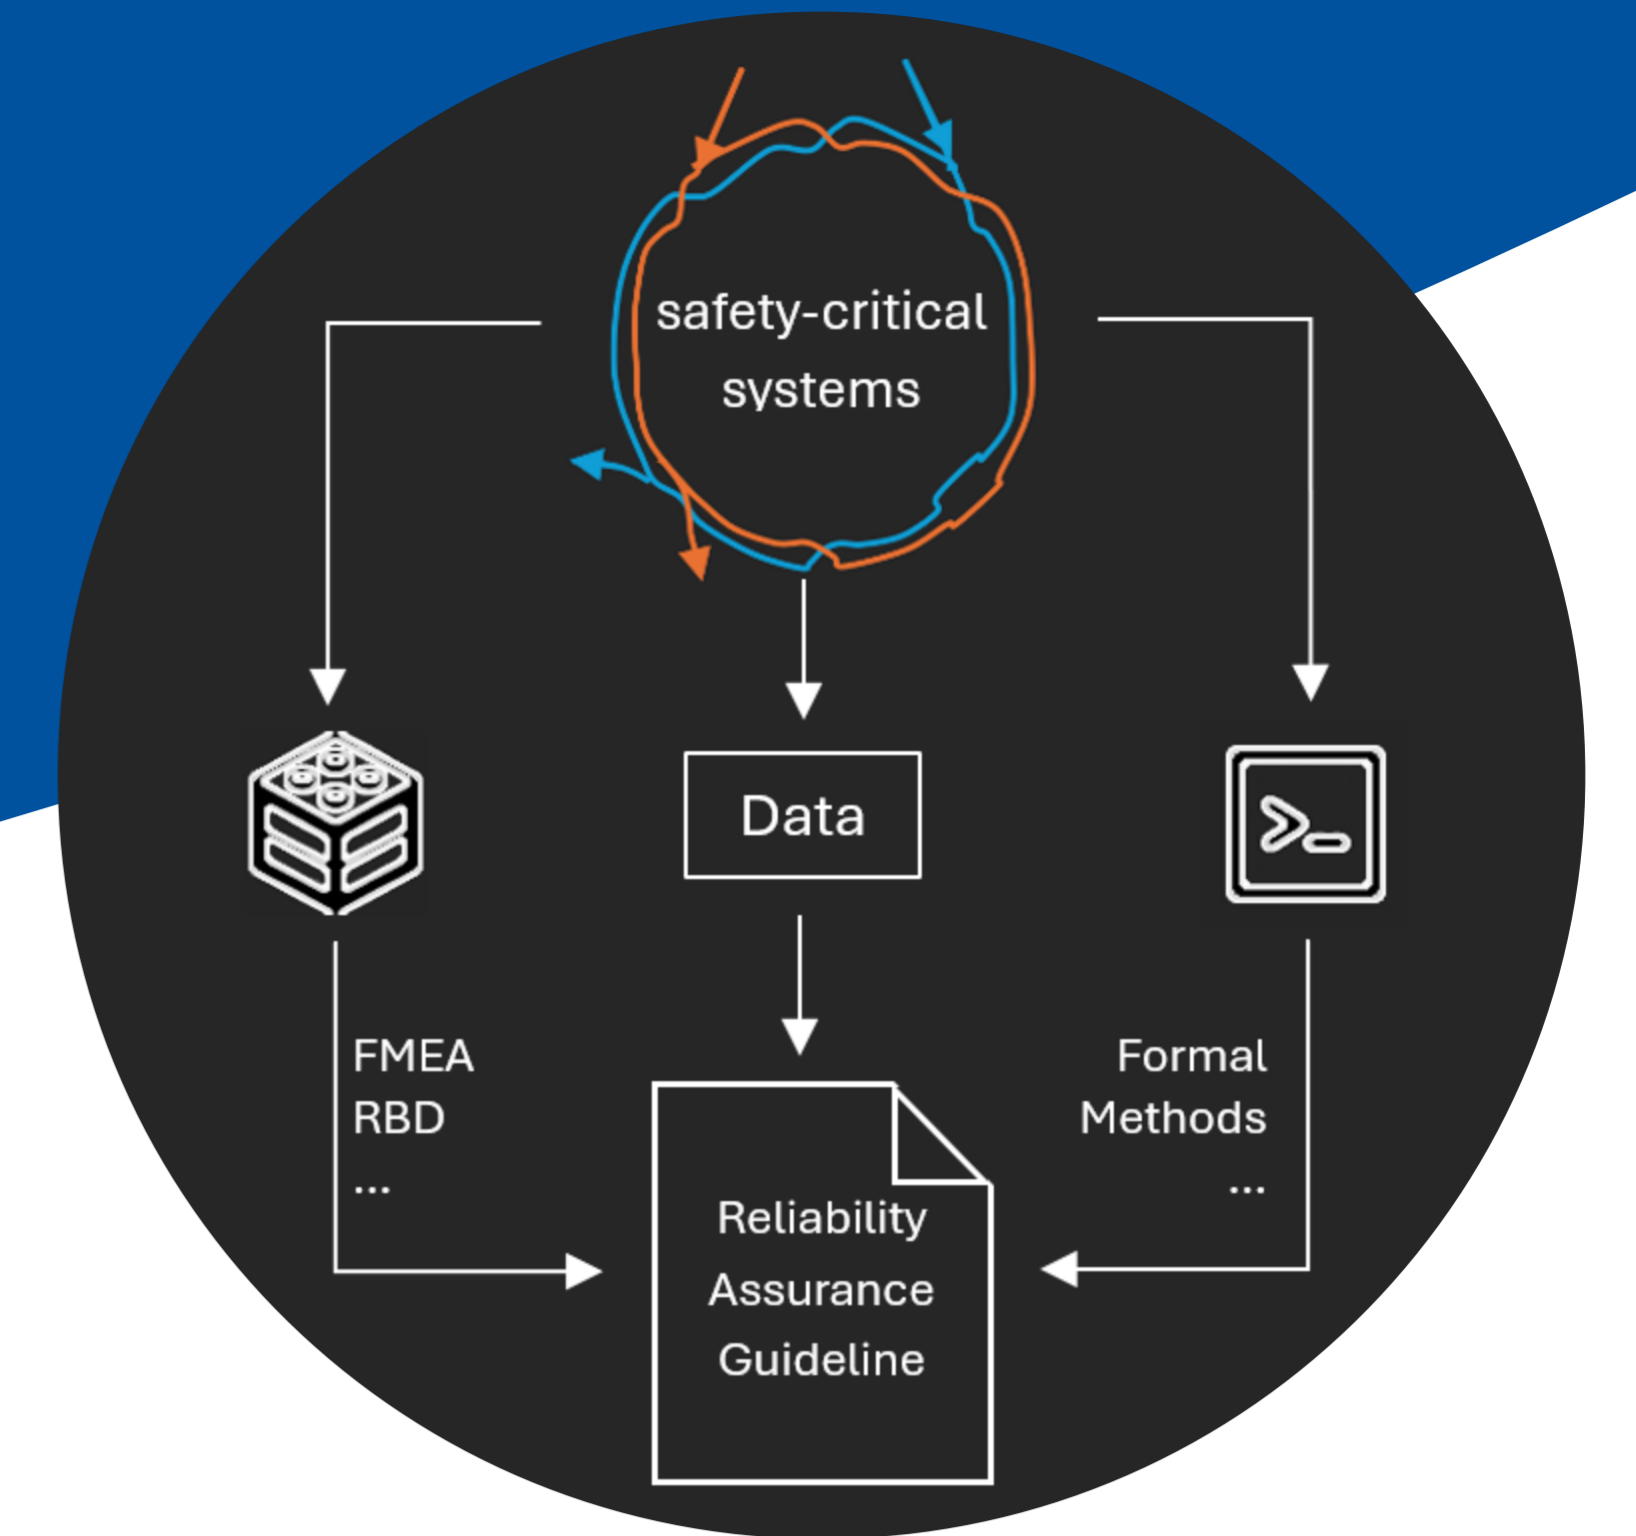 safety-critical
systems
Data
FMEA
RBD
...
Formal
Methods
...
Reliability
Assurance
Guideline